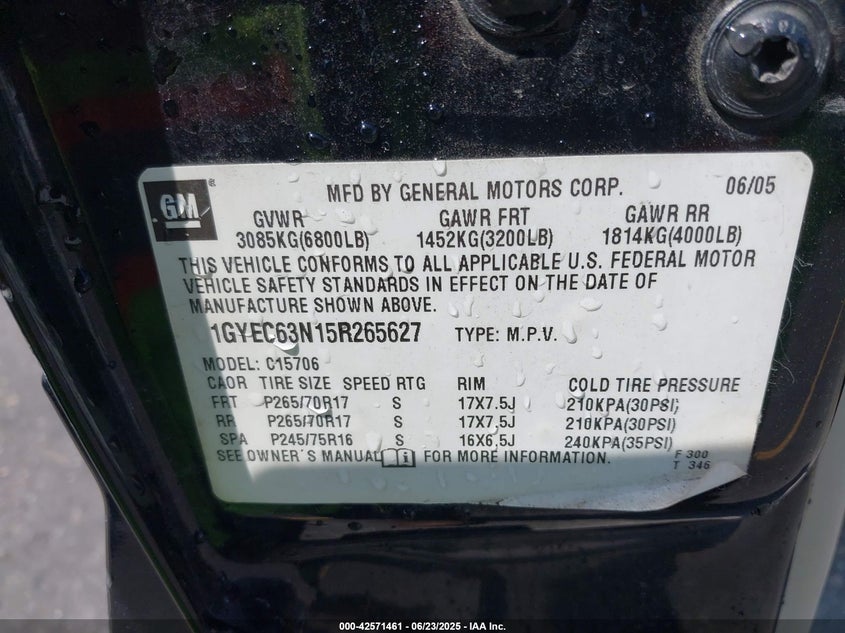 GM
MFD BY GENERAL MOTORS CORP. 06/05
GVWR GAWR FRT GAWR RR
3085KG(6800LB) 1452KG(3200LB) 1814KG(4000LB)
THIS VEHICLE CONFORMS TO ALL APPLICABLE U.S. FEDERAL MOTOR
VEHICLE SAFETY STANDARDS IN EFFECT ON THE DATE OF
MANUFACTURE SHOWN ABOVE.
1GYEC63N15R265627 TYPE: M.P.V.
MODEL: C15706
CAOR TIRE SIZE SPEED RTG RIM COLD TIRE PRESSURE
FRT P265/70R17 S 17X7.5J 210KPA(30PSI)
RR P265/70R17 S 17X7.5J 210KPA(30PSI)
SPA P245/75R16 S 16X6.5J 240KPA(35PSI)
SEE OWNER'S MANUAL FOR MORE INFORMATION.
F 300
T 346
000-42571461 - 06/23/2025 - IAA Inc.